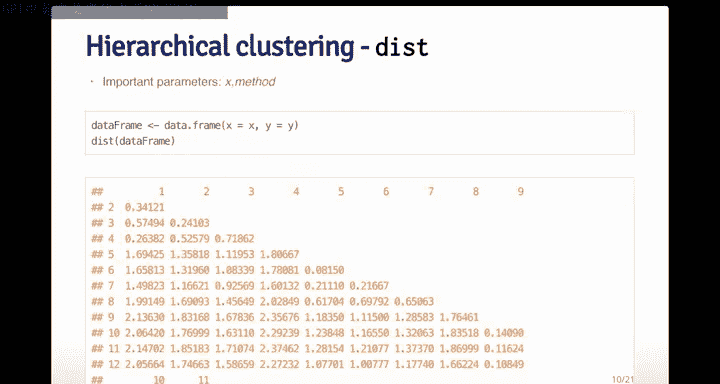 Hierarchical clustering - dist
· Important parameters: x.method
dataFrame <- data.frame(x = x, y = y)
dist(dataFrame)
## 1 2 3 4 5 6 7 8 9
## 2 0.34121
## 3 0.57494 0.24103
## 4 0.26382 0.52579 0.71862
## 5 1.69425 1.35818 1.11953 1.80667
## 6 1.65813 1.31960 1.08339 1.78081 0.08150
## 7 1.49823 1.16621 0.92569 1.60132 0.21110 0.21667
## 8 1.99149 1.69093 1.45649 2.02849 0.61704 0.69792 0.65063
## 9 2.13630 1.83168 1.67836 2.35676 1.18350 1.11500 1.28583 1.76461
## 10 2.06420 1.76999 1.63110 2.29239 1.23848 1.16550 1.32063 1.83518 0.14090
## 11 2.14702 1.85183 1.71074 2.37462 1.28154 1.21077 1.37370 1.86999 0.11624
## 12 2.05664 1.74663 1.58659 2.27232 1.07701 1.00777 1.17740 1.66224 0.10849
## 10 11
10/21